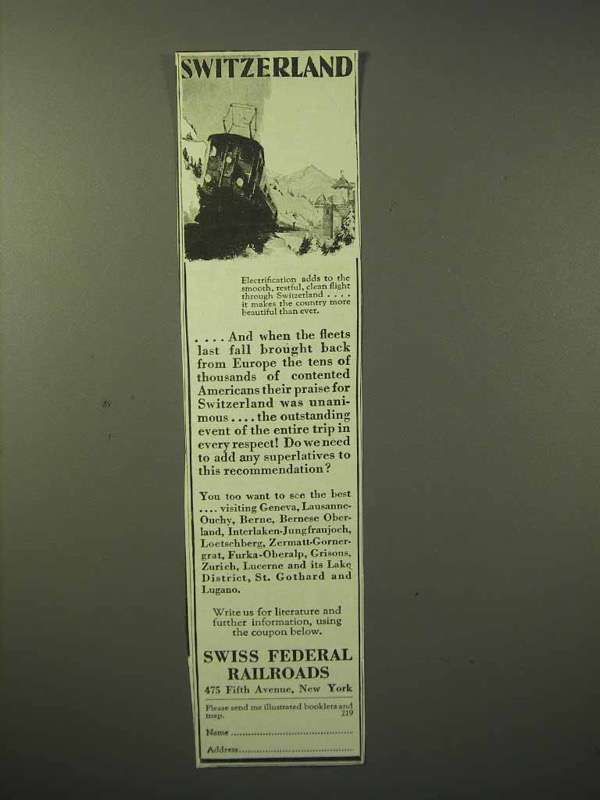 SWITZERLAND
Electrification adds to the
smooth, restful, clean flight
through Switzerland ....
it makes the country more
beautiful than ever.
.... And when the fleets
last fall brought back
from Europe the tens of
thousands of contented
Americans their praise for
Switzerland was unani-
mous .... the outstanding
event of the entire trip in
every respect! Do we need
to add any superlatives to
this recommendation?
You too want to see the best
.... visiting Geneva, Lausanne-
Ouchy, Berne, Bernese Ober-
land, Interlaken-Jungfraujoch,
Loetschberg, Zermatt-Gorner-
grat, Furka-Oberalp, Grisons,
Zurich, Lucerne and its Lake
District, St. Gothard and
Lugano.
Write us for literature and
further information, using
the coupon below.
SWISS FEDERAL
RAILROADS
475 Fifth Avenue, New York
Please send me illustrated booklets and
map. 219
Name ................................
Address..............................